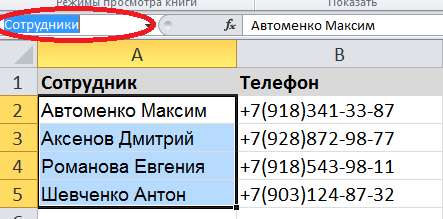 Режимы просмотра книги Показать
Сотрудники fx Автоменко Максим
A B
1 Сотрудник Телефон
2 Автоменко Максим +7(918)341-33-87
3 Аксенов Дмитрий +7(928)872-98-77
4 Романова Евгения +7(918)543-98-11
5 Шевченко Антон +7(903)124-87-32